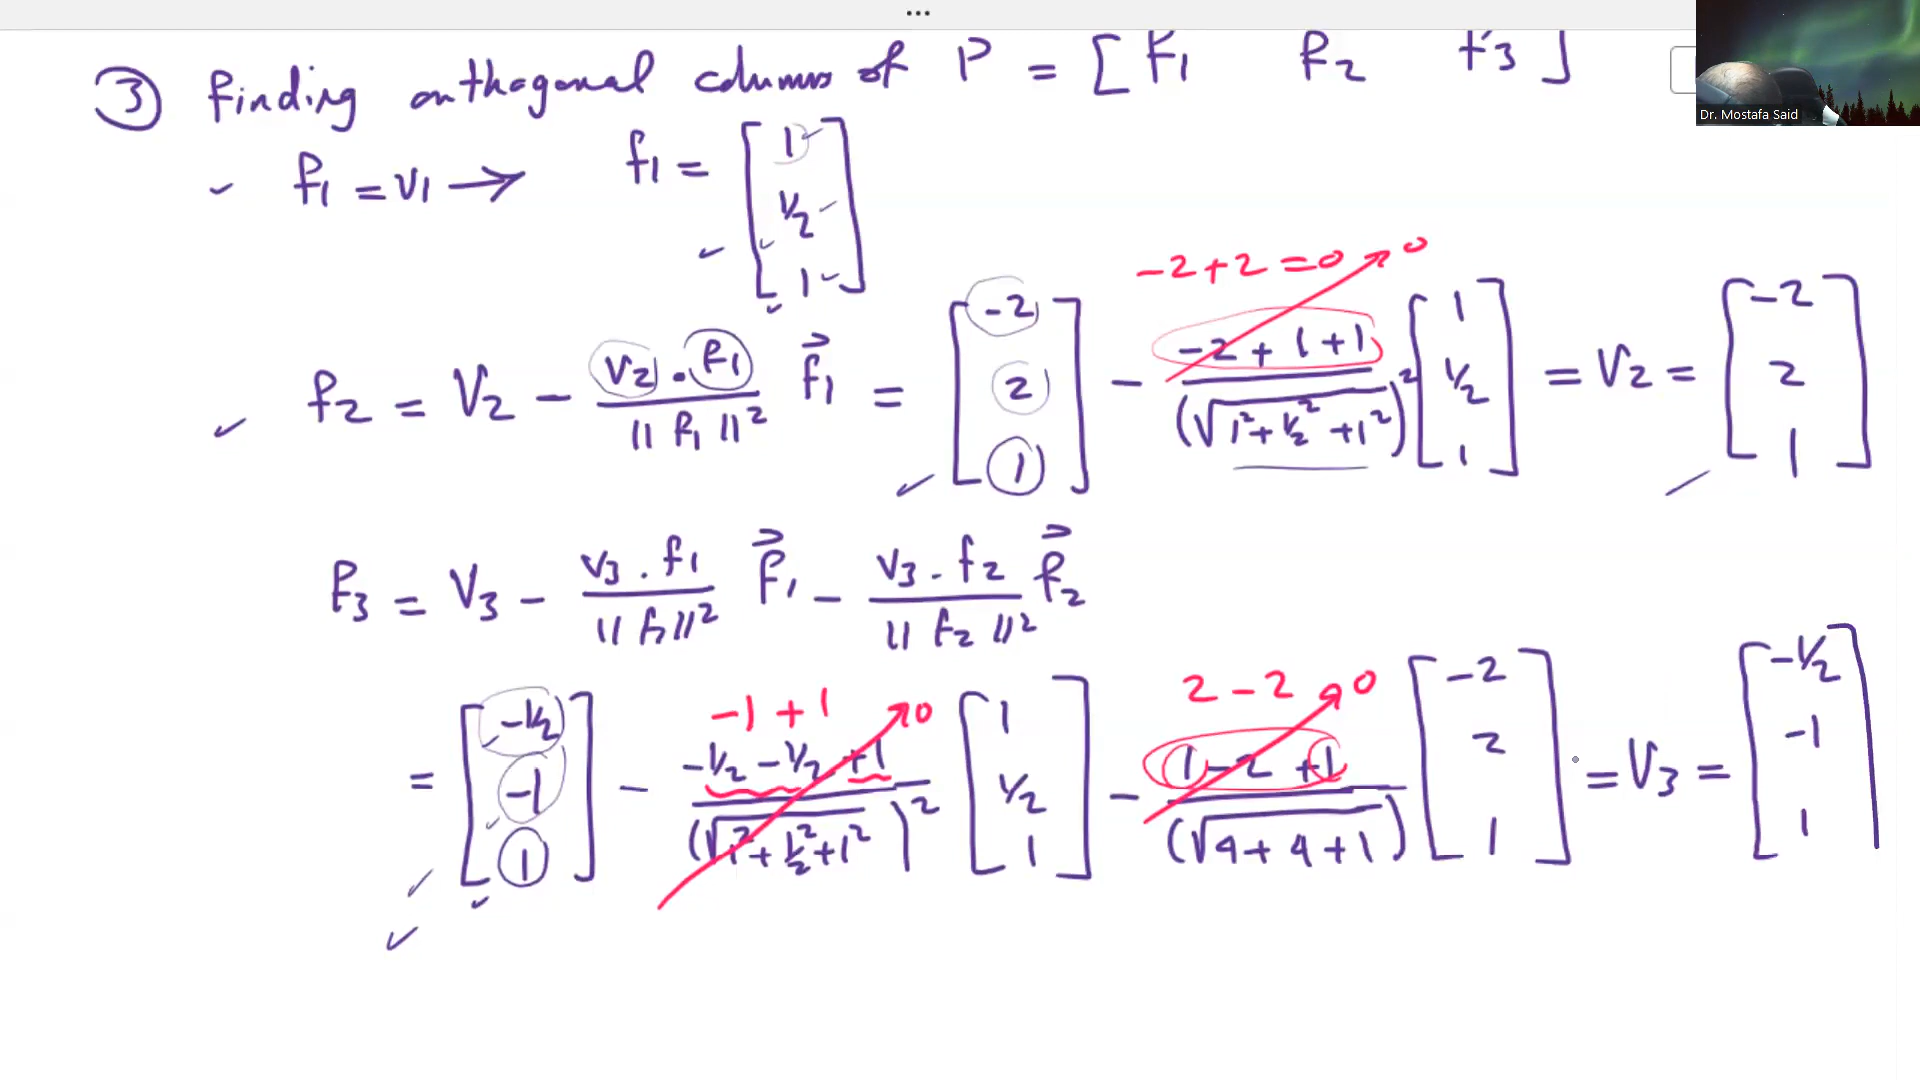 ...
③ Finding orthogonal columns of P = [F1 F2 F3]
Dr. Mostafa Said
f1 = v1 → f1 = [1 1/2 1]
-2+2=0 0
f2 = V2 - (V2 . F1 / ||F1||²) f1 = [-2 2 1] - (-2+1+1 / (√1²+1/2²+1²)²) [1 1/2 1] = V2 = [-2 2 1]
F3 = V3 - (V3 . f1 / ||f1||²) F1 - (V3 . f2 / ||f2||²) f2
-1+1 0 2-2 0
= [-1/2 -1 1] - (-1/2-1/2+1 / (√1²+1/2²+1²)²) [1 1/2 1] - (1-2+1 / (√4+4+1)) [-2 2 1] = V3 = [-1/2 -1 1]